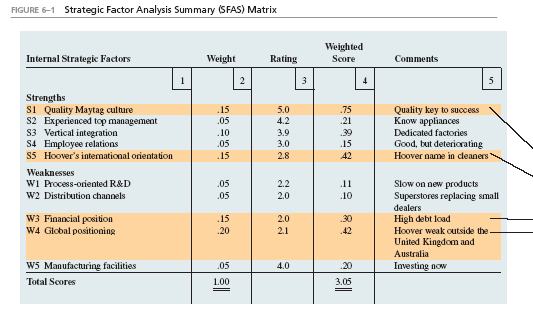 FIGURE 6–1 Strategic Factor Analysis Summary (SFAS) Matrix
Internal Strategic Factors Weight Rating Weighted Score Comments
1 2 3 4 5
Strengths
S1 Quality Maytag culture .15 5.0 .75 Quality key to success
S2 Experienced top management .05 4.2 .21 Know appliances
S3 Vertical integration .10 3.9 .39 Dedicated factories
S4 Employee relations .05 3.0 .15 Good, but deteriorating
S5 Hoover's international orientation .15 2.8 .42 Hoover name in cleaners
Weaknesses
W1 Process-oriented R&D .05 2.2 .11 Slow on new products
W2 Distribution channels .05 2.0 .10 Superstores replacing small
dealers
W3 Financial position .15 2.0 .30 High debt load
W4 Global positioning .20 2.1 .42 Hoover weak outside the
United Kingdom and
Australia
W5 Manufacturing facilities .05 4.0 .20 Investing now
Total Scores 1.00 3.05